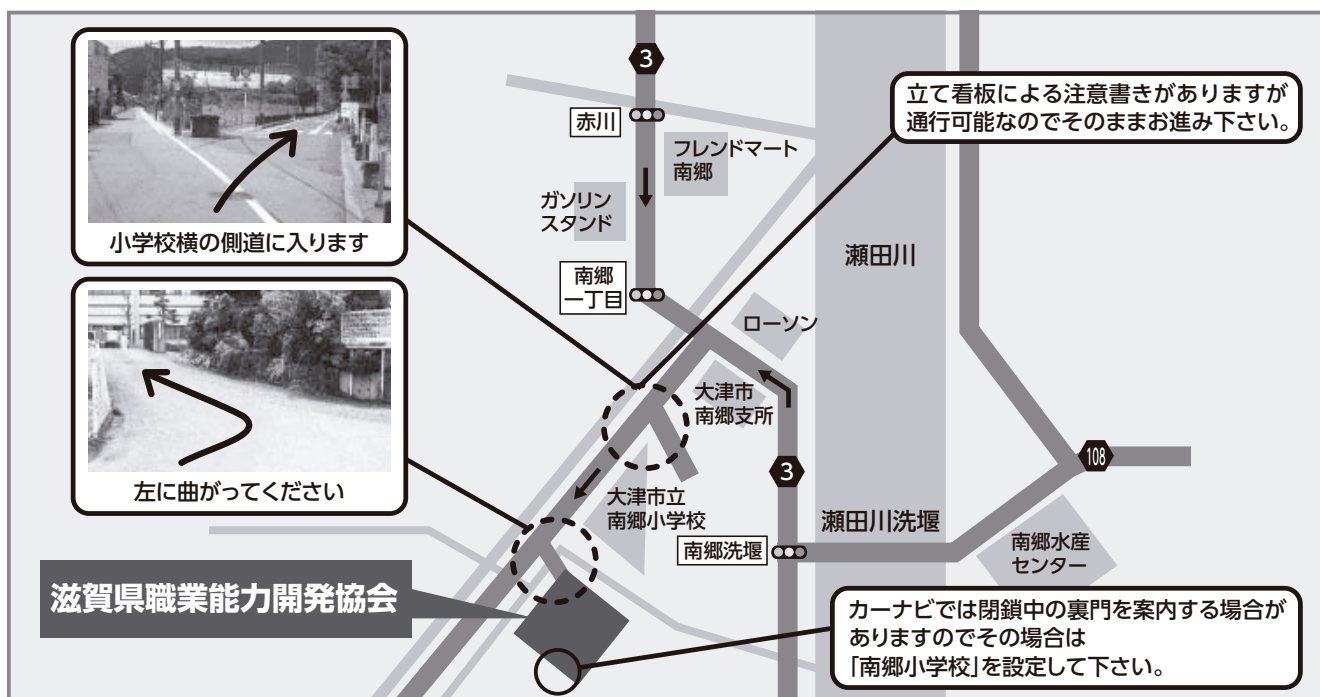 小学校横の側道に入ります
左に曲がってください
滋賀県職業能力開発協会
3
赤川
フレンドマート
南郷
ガソリン
スタンド
南郷
一丁目
立て看板による注意書きがありますが
通行可能なのでそのままお進み下さい。
瀬田川
ローソン
大津市
南郷支所
3
108
大津市立
南郷小学校
南郷洗堰
瀬田川洗堰
南郷水産
センター
カーナビでは閉鎖中の裏門を案内する場合が
ありますのでその場合は
「南郷小学校」を設定して下さい。